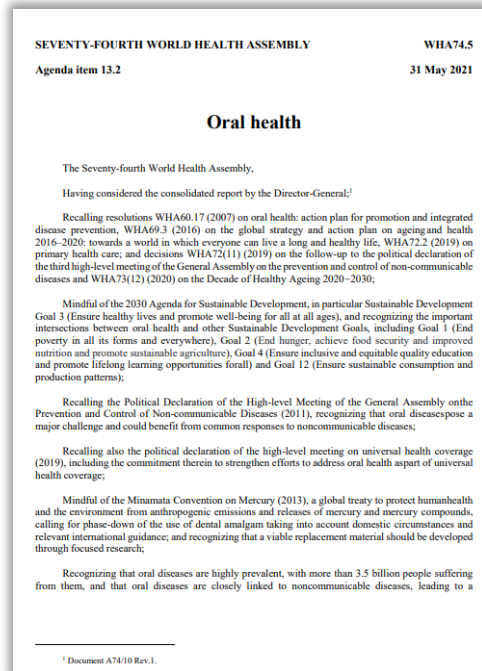 SEVENTY-FOURTH WORLD HEALTH ASSEMBLY WHA74.5
Agenda item 13.2 31 May 2021
Oral health
The Seventy-fourth World Health Assembly,
Having considered the consolidated report by the Director-General;¹
Recalling resolutions WHA60.17 (2007) on oral health: action plan for promotion and integrated
disease prevention, WHA69.3 (2016) on the global strategy and action plan on ageingand health
2016–2020: towards a world in which everyone can live a long and healthy life, WHA72.2 (2019) on
primary health care; and decisions WHA72(11) (2019) on the follow-up to the political declaration of
the third high-level meeting of the General Assembly on the prevention and control of non-communicable
diseases and WHA73(12) (2020) on the Decade of Healthy Ageing 2020–2030;
Mindful of the 2030 Agenda for Sustainable Development, in particular Sustainable Development
Goal 3 (Ensure healthy lives and promote well-being for all at all ages), and recognizing the important
intersections between oral health and other Sustainable Development Goals, including Goal 1 (End
poverty in all its forms and everywhere), Goal 2 (End hunger, achieve food security and improved
nutrition and promote sustainable agriculture), Goal 4 (Ensure inclusive and equitable quality education
and promote lifelong learning opportunities forall) and Goal 12 (Ensure sustainable consumption and
production patterns);
Recalling the Political Declaration of the High-level Meeting of the General Assembly onthe
Prevention and Control of Non-communicable Diseases (2011), recognizing that oral diseasespose a
major challenge and could benefit from common responses to noncommunicable diseases;
Recalling also the political declaration of the high-level meeting on universal health coverage
(2019), including the commitment therein to strengthen efforts to address oral health aspart of universal
health coverage;
Mindful of the Minamata Convention on Mercury (2013), a global treaty to protect humanhealth
and the environment from anthropogenic emissions and releases of mercury and mercury compounds,
calling for phase-down of the use of dental amalgam taking into account domestic circumstances and
relevant international guidance; and recognizing that a viable replacement material should be developed
through focused research;
Recognizing that oral diseases are highly prevalent, with more than 3.5 billion people suffering
from them, and that oral diseases are closely linked to noncommunicable diseases, leading to a
¹ Document A74/10 Rev.1.